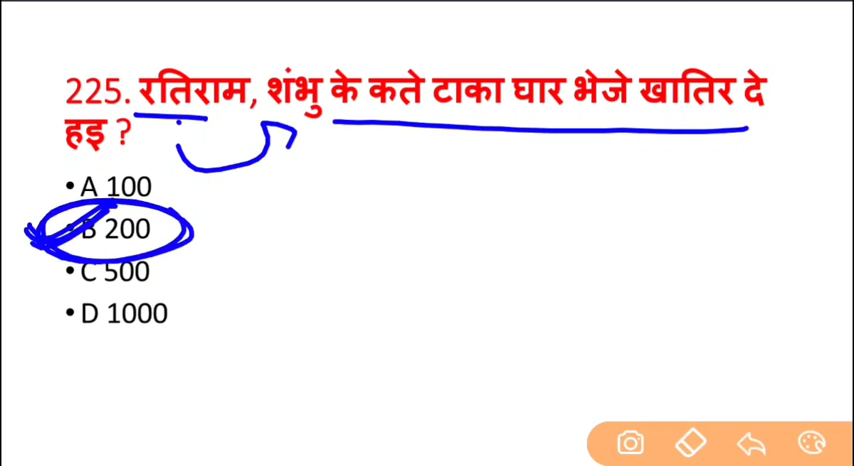 225. रतिराम, शंभु के कते टाका घार भेजे खातिर दे
हइ ?
• A 100
• B 200
• C 500
• D 1000